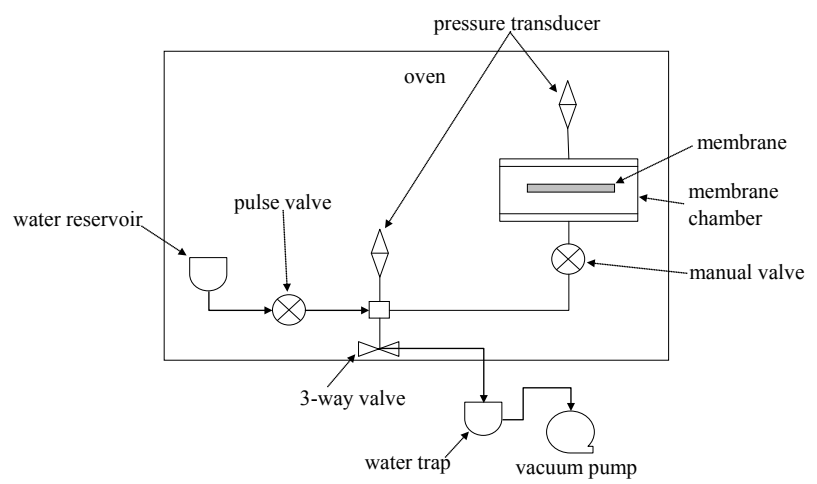 pressure transducer
oven
membrane
pulse valve
membrane
chamber
water reservoir
manual valve
3-way valve
water trap
vacuum pump